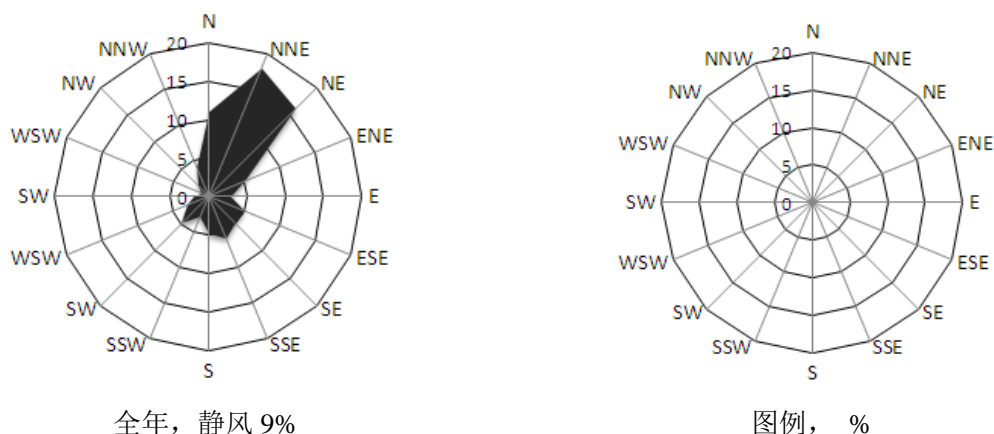 N
NNW 20 NNE
NW 15 NE
WSW 10 ENE
5
SW 0 E
WSW ESE
SW SE
SSW SSE
S
全年，静风 9%
N
NNW 20 NNE
NW 15 NE
WSW 10 ENE
5
SW 0 E
WSW ESE
SW SE
SSW SSE
S
图例， %